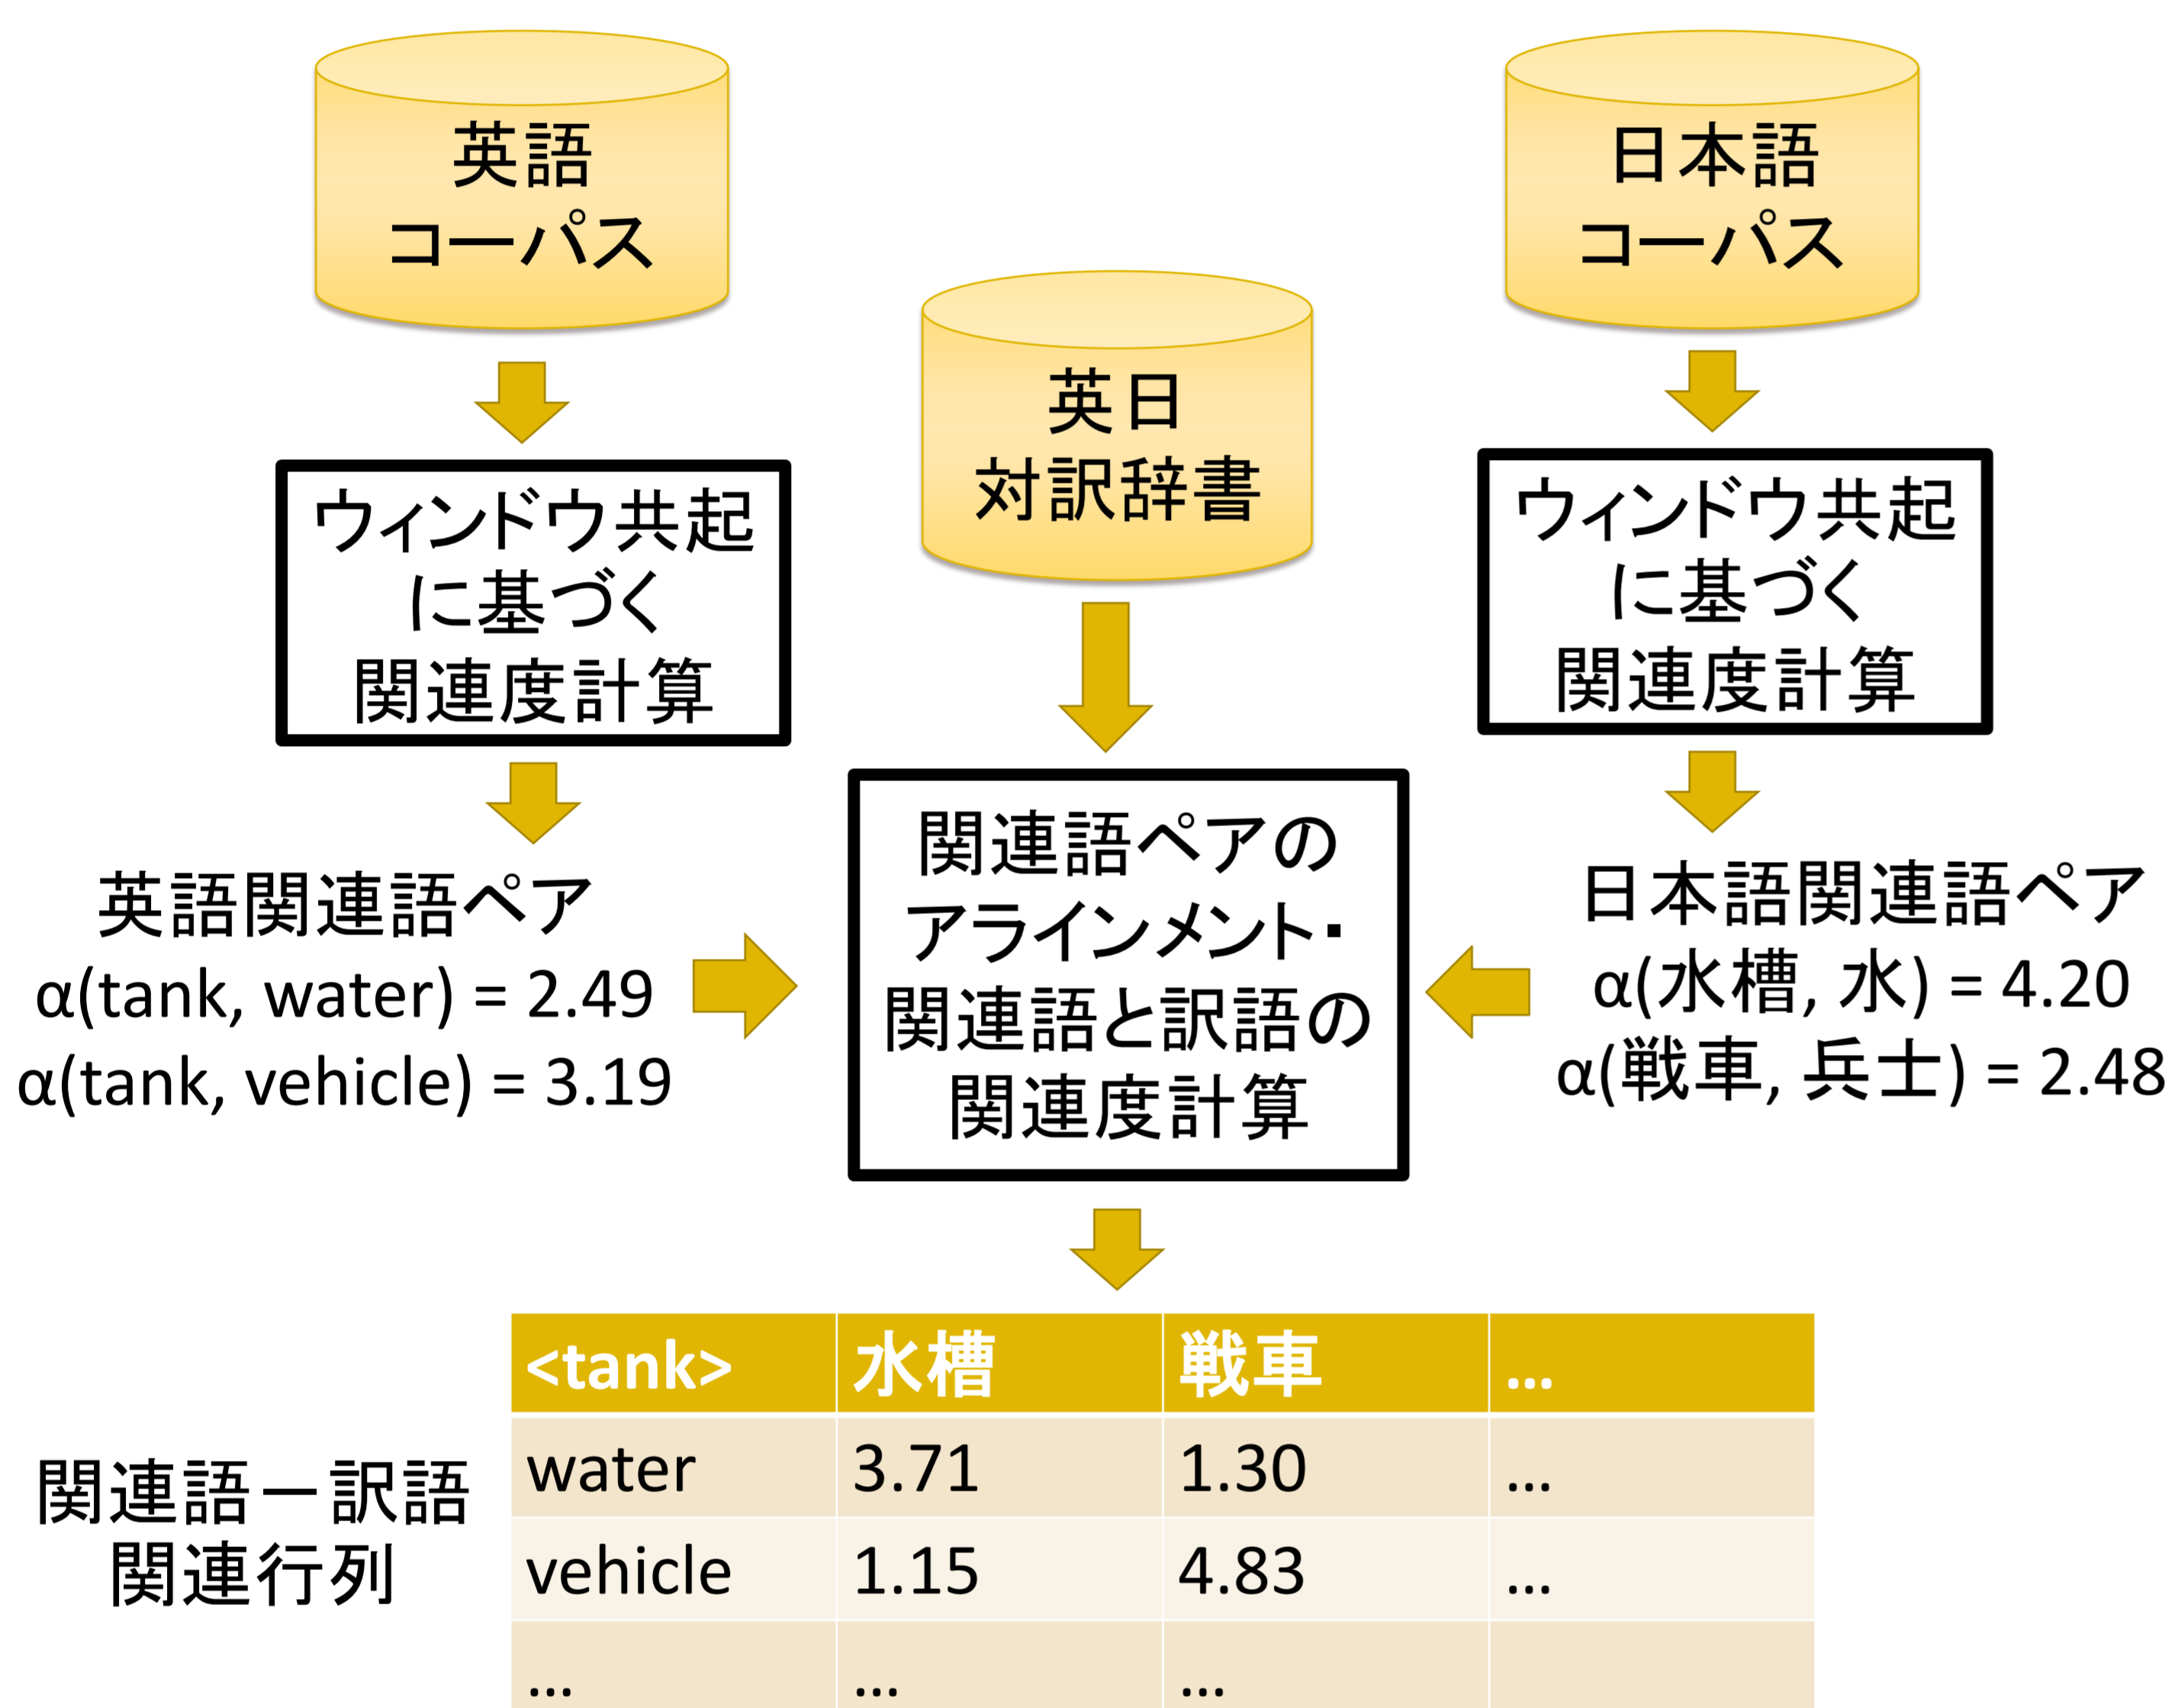 英語
コーパス
日本語
コーパス
英日
対訳辞書
ウィンドウ共起
に基づく
関連度計算
ウィンドウ共起
に基づく
関連度計算
英語関連語ペア
α(tank, water) = 2.49
α(tank, vehicle) = 3.19
関連語ペアの
アラインメント・
関連語と訳語の
関連度計算
日本語関連語ペア
α(水槽, 水) = 4.20
α(戦車, 兵士) = 2.48
関連語―訳語
関連行列
<tank> 水槽 戦車 …
water 3.71 1.30 …
vehicle 1.15 4.83 …
… … …